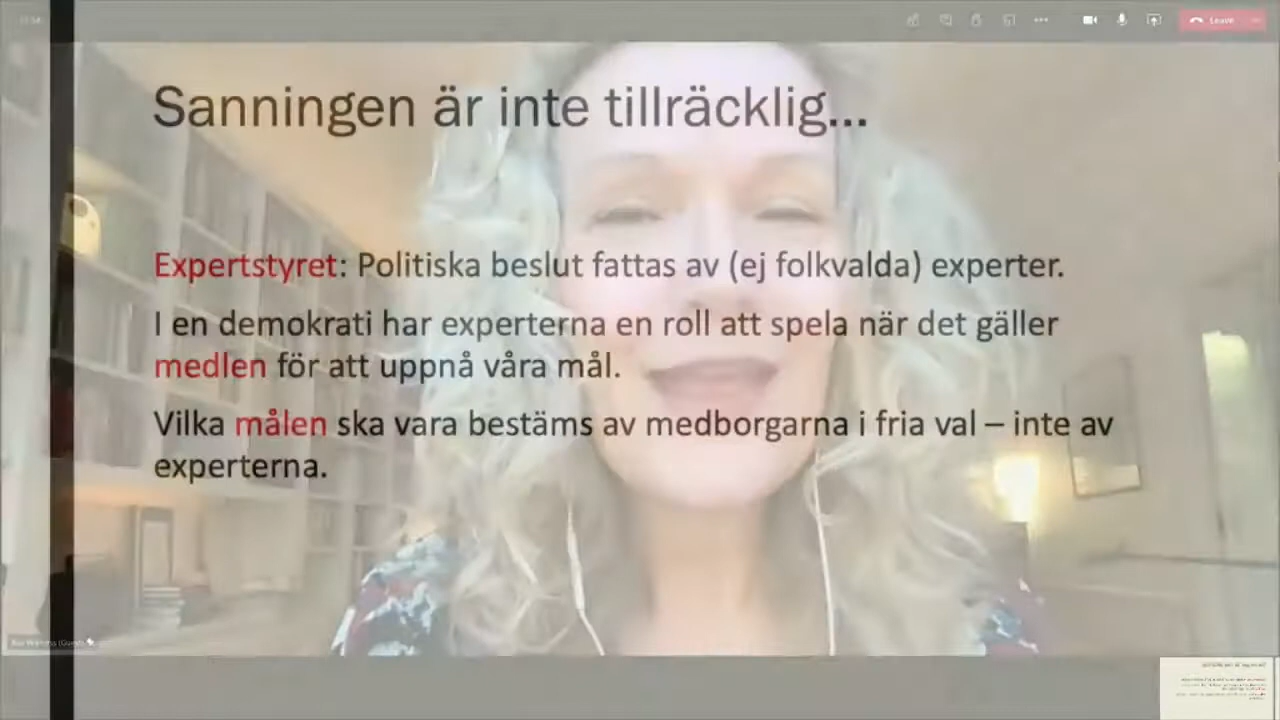 Leave
Sanningen är inte tillräcklig...
Expertstyret: Politiska beslut fattas av (ej folkvalda) experter.
I en demokrati har experterna en roll att spela när det gäller
medlen för att uppnå våra mål.
Vilka målen ska vara bestäms av medborgarna i fria val – inte av
experterna.